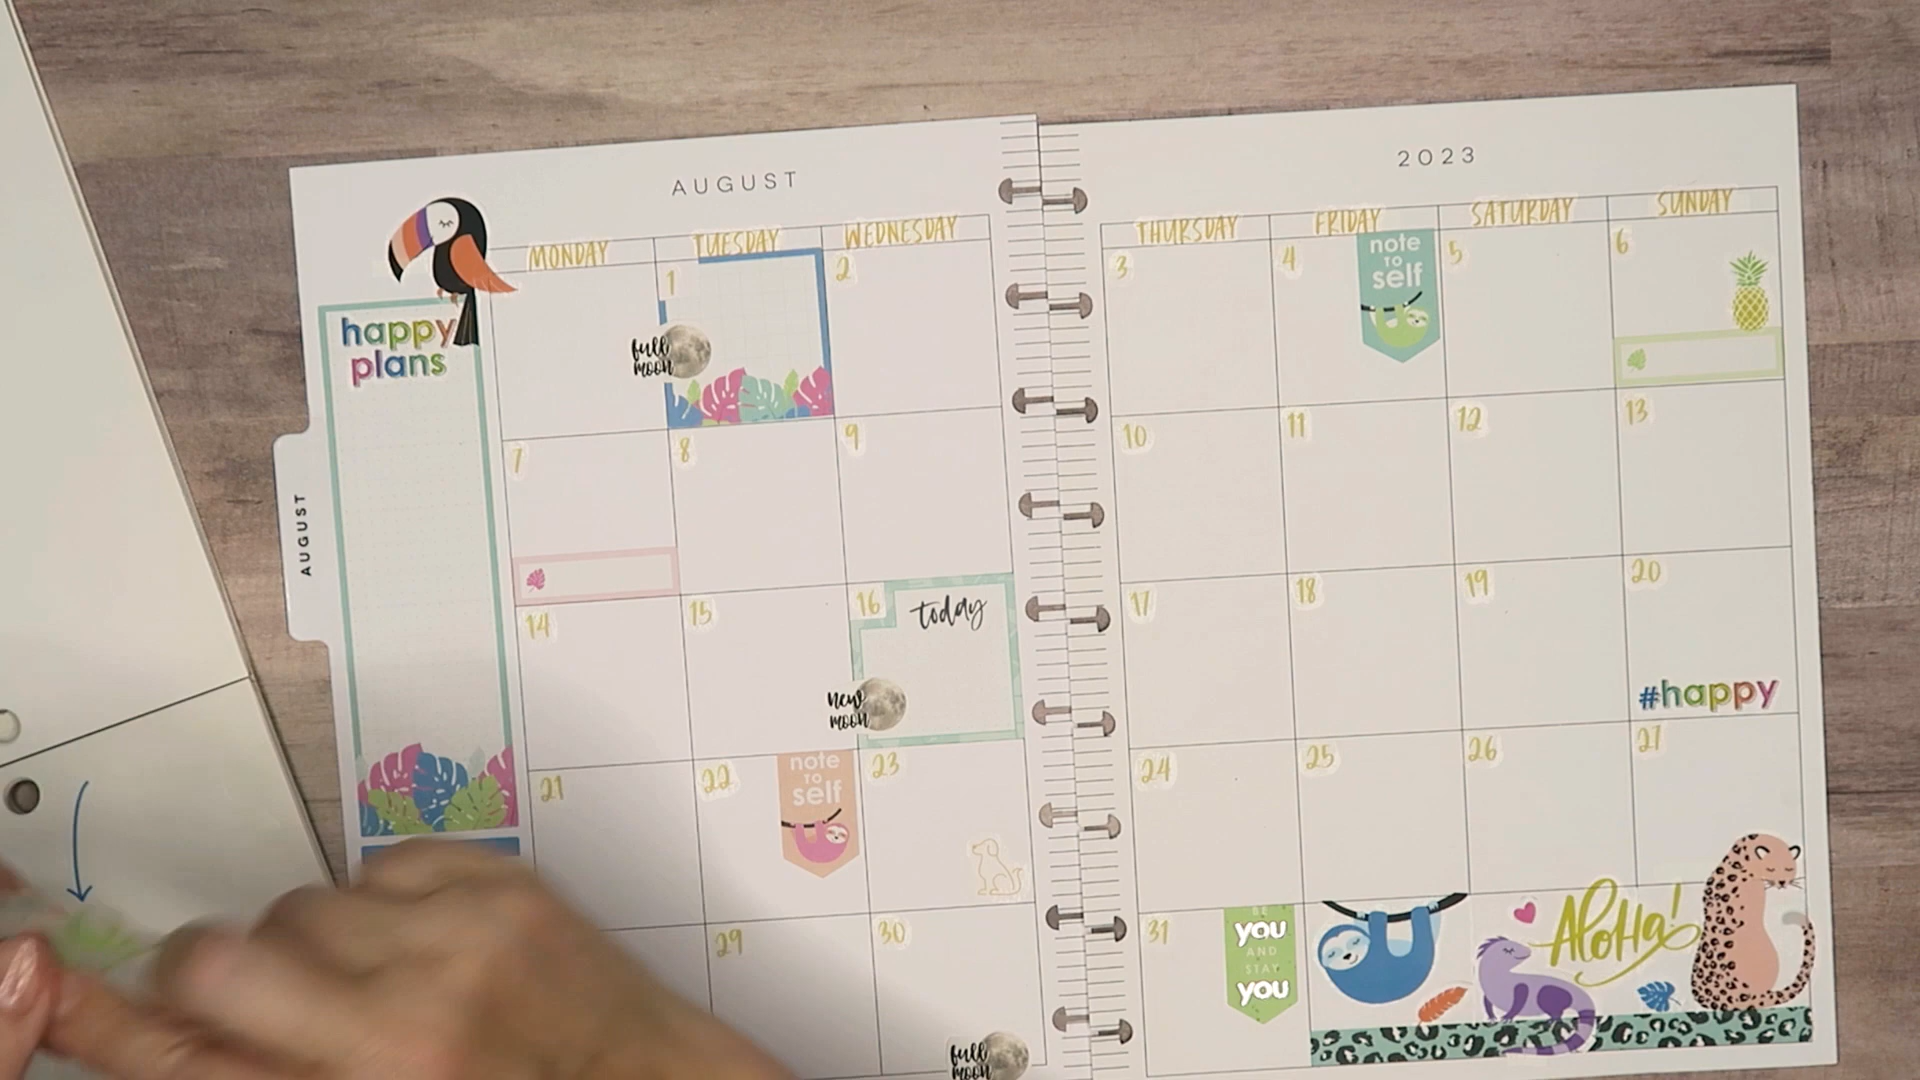 AUGUST
2023
MONDAY TUESDAY WEDNESDAY THURSDAY FRIDAY SATURDAY SUNDAY
happy
plans
AUGUST
1 2 3 4 5 6
full
moon
note
TO
self
7 8 9 10 11 12 13
14 15 16 17 18 19 20
today
new
moon
#happy
21 22 23 24 25 26 27
note
TO
self
29 30 31
full
moon
BE
you
AND
STAY
you
Aloha!